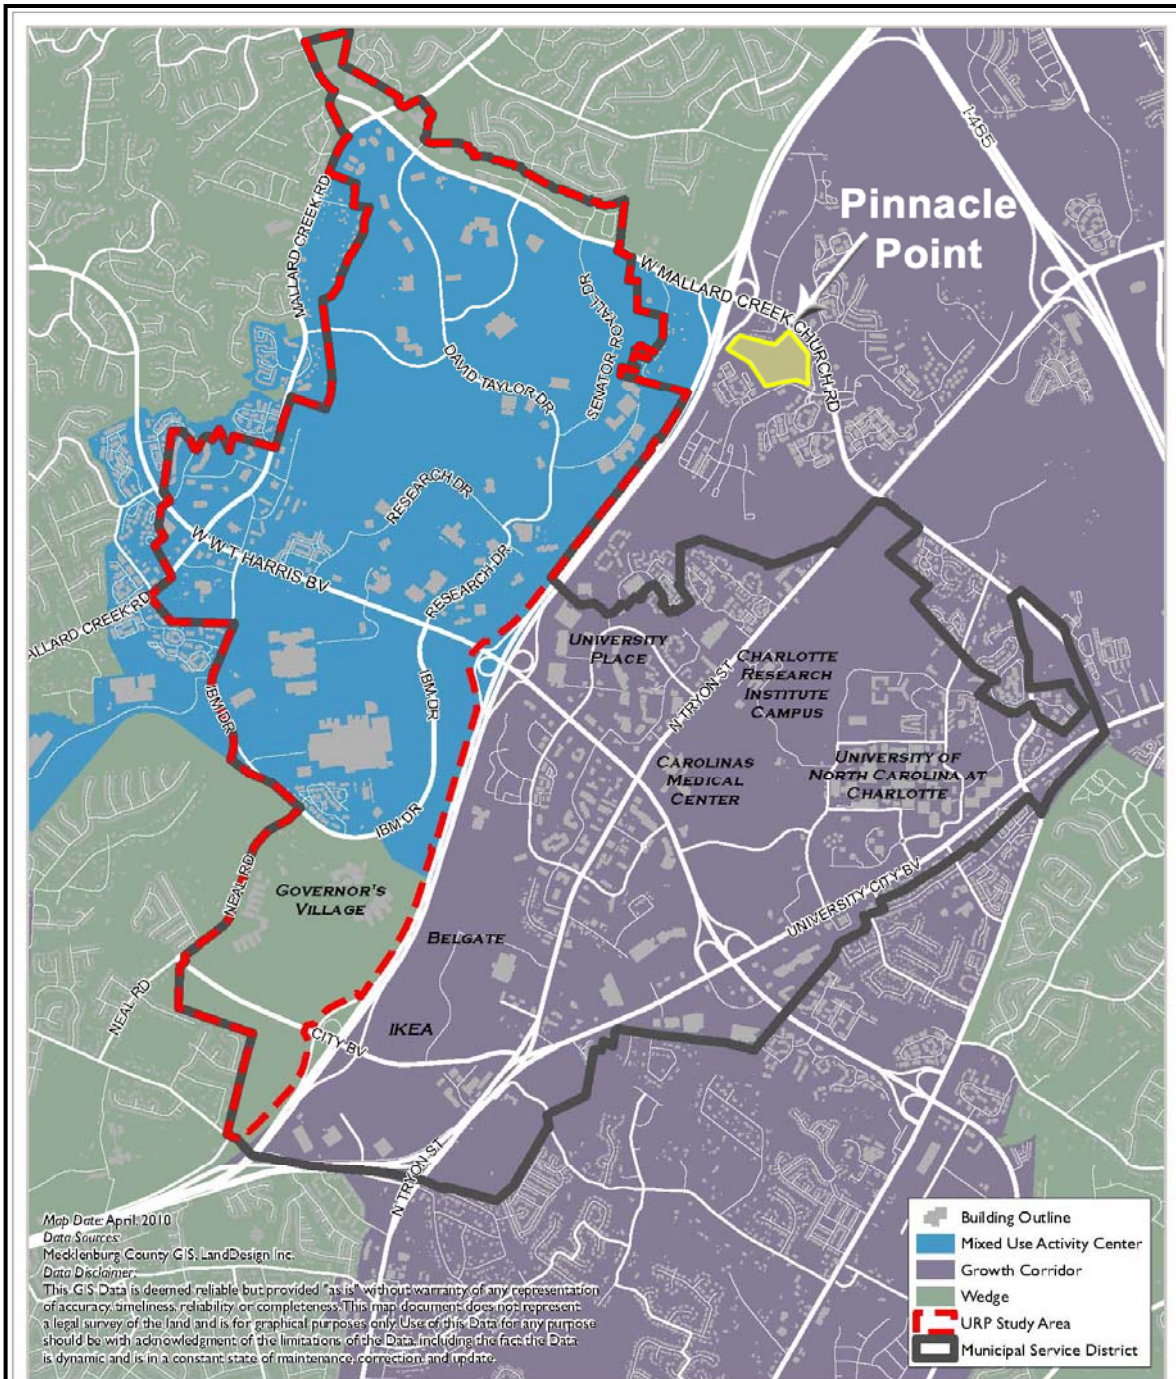 I-485
Pinnacle
Point
MALLARD CREEK RD
W MALLARD CREEK CHURCH RD
SENATOR ROYALL DR
DAVID TAYLOR DR
RESEARCH DR
W W T HARRIS BV
RESEARCH DR
ALLARD CREEK RD
UNIVERSITY
PLACE
CHARLOTTE
RESEARCH
INSTITUTE
CAMPUS
N TRYON ST
IBM DR
IBM DR
CAROLINAS
MEDICAL
CENTER
UNIVERSITY OF
NORTH CAROLINA AT
CHARLOTTE
IBM DR
NEAL RD
GOVERNOR'S
VILLAGE
UNIVERSITY CITY BV
BELGATE
NEAL RD
CITY BV
IKEA
N TRYON ST
Map Date: April, 2010
Data Sources:
Mecklenburg County GIS, LandDesign Inc.
Data Disclaimer:
This GIS Data is deemed reliable but provided "as is" without warranty of any representation
of accuracy, timeliness, reliability or completeness. This map document does not represent
a legal survey of the land and is for graphical purposes only. Use of this Data for any purpose
should be with acknowledgment of the limitations of the Data, including the fact the Data
is dynamic and is in a constant state of maintenance, correction, and update.
Building Outline
Mixed Use Activity Center
Growth Corridor
Wedge
URP Study Area
Municipal Service District